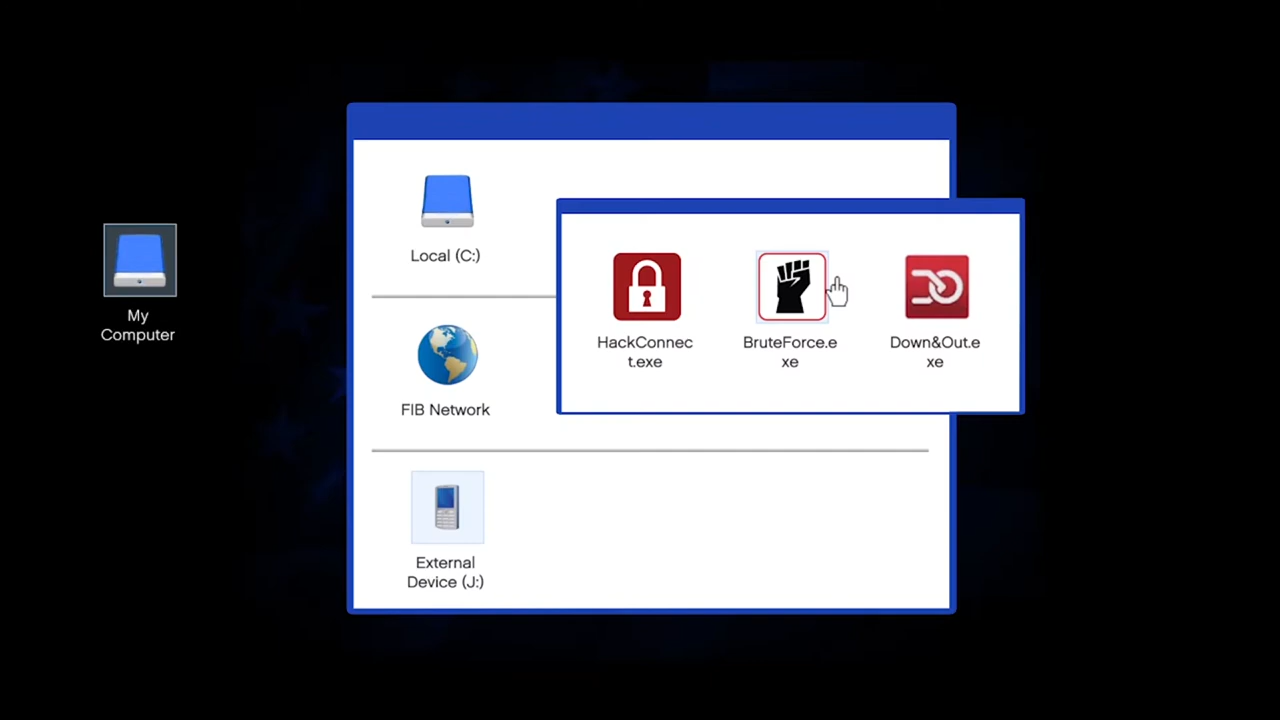 My
Computer
Local (C:)
FIB Network
External
Device (J:)
HackConnec
t.exe
BruteForce.e
xe
Down&Out.e
xe